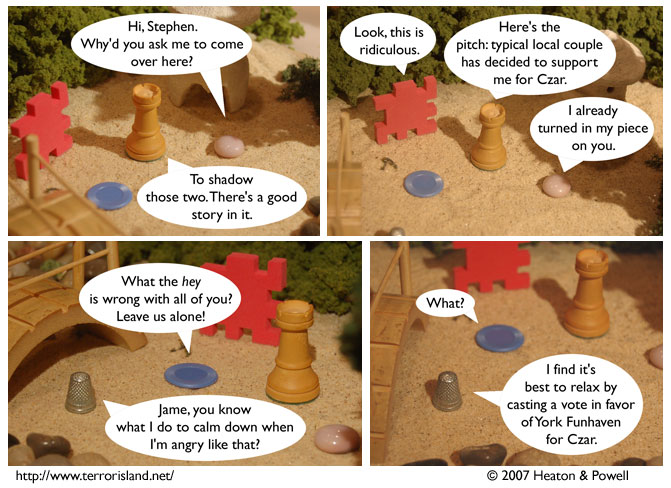 Hi, Stephen.
Why'd you ask me to come
over here?
To shadow
those two. There's a good
story in it.
Look, this is
ridiculous.
Here's the
pitch: typical local couple
has decided to support
me for Czar.
I already
turned in my piece
on you.
What the hey
is wrong with all of you?
Leave us alone!
Jame, you know
what I do to calm down when
I'm angry like that?
What?
I find it's
best to relax by
casting a vote in favor
of York Funhaven
for Czar.
http://www.terrorisland.net/
© 2007 Heaton & Powell